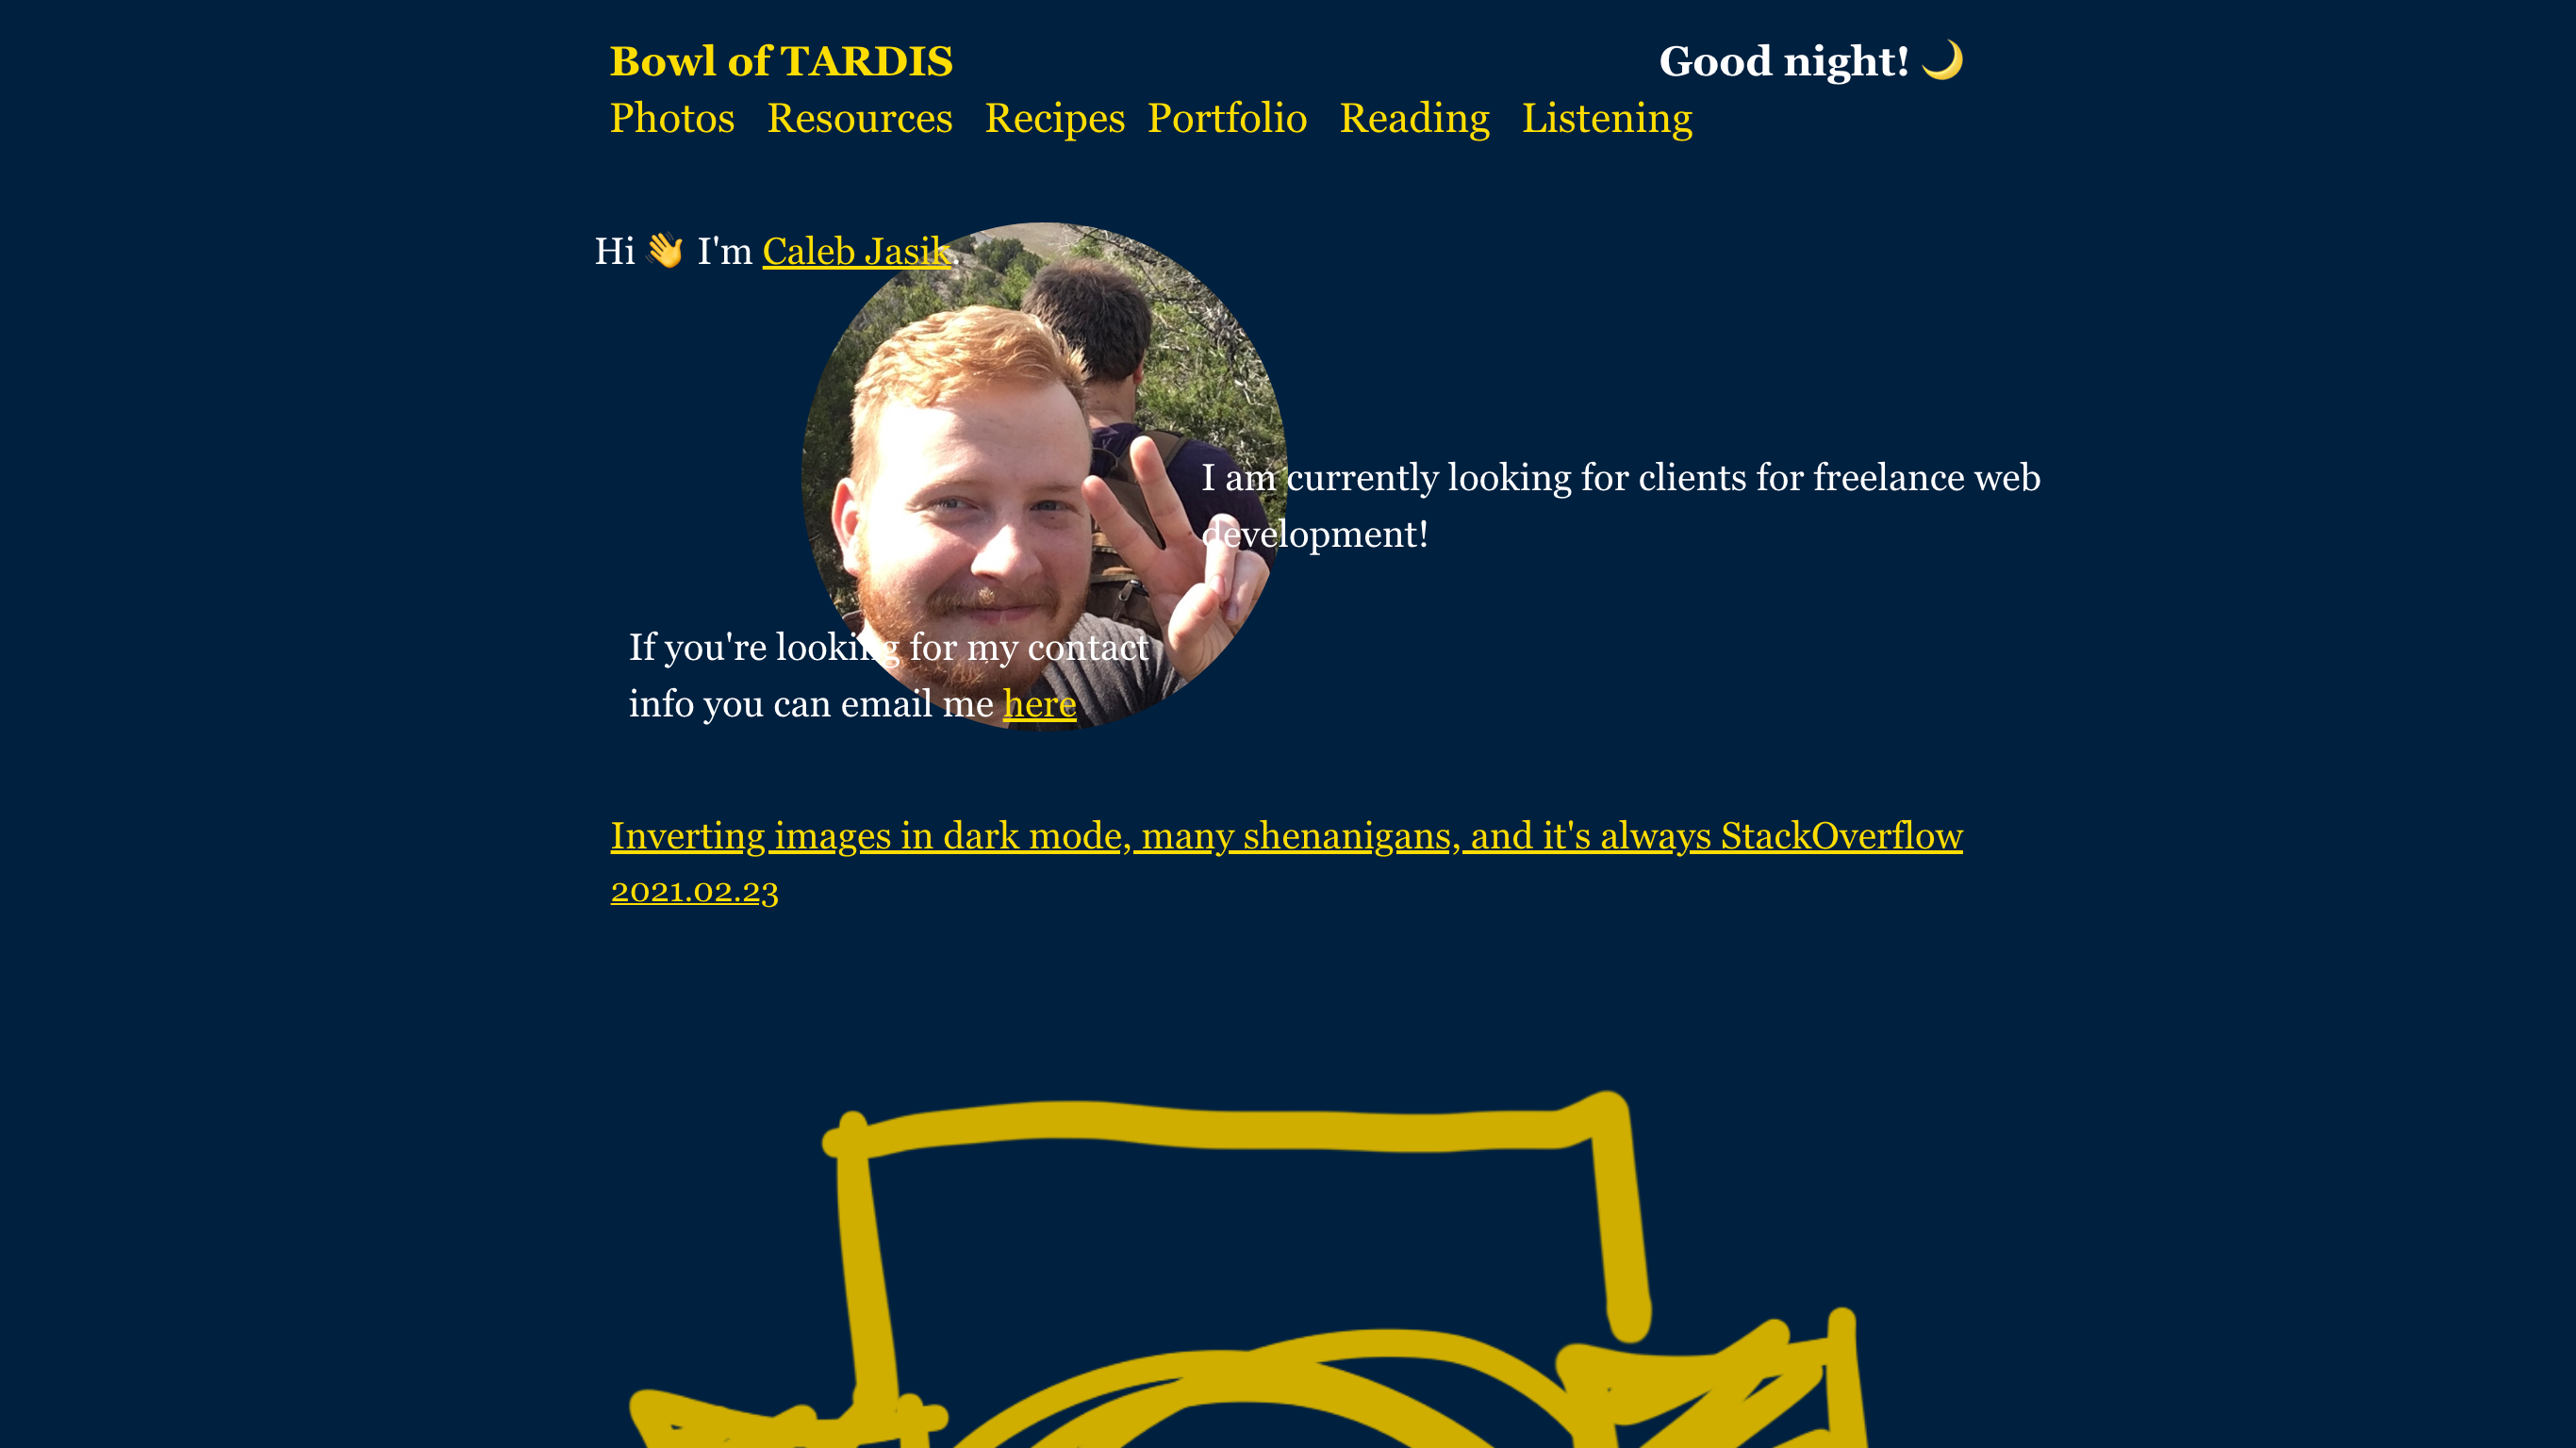 Bowl of TARDIS
Good night! 🌙
Photos Resources Recipes Portfolio Reading Listening
Hi 👋 I'm Caleb Jasik.
I am currently looking for clients for freelance web
development!
If you're looking for my contact
info you can email me here
Inverting images in dark mode, many shenanigans, and it's always StackOverflow
2021.02.23